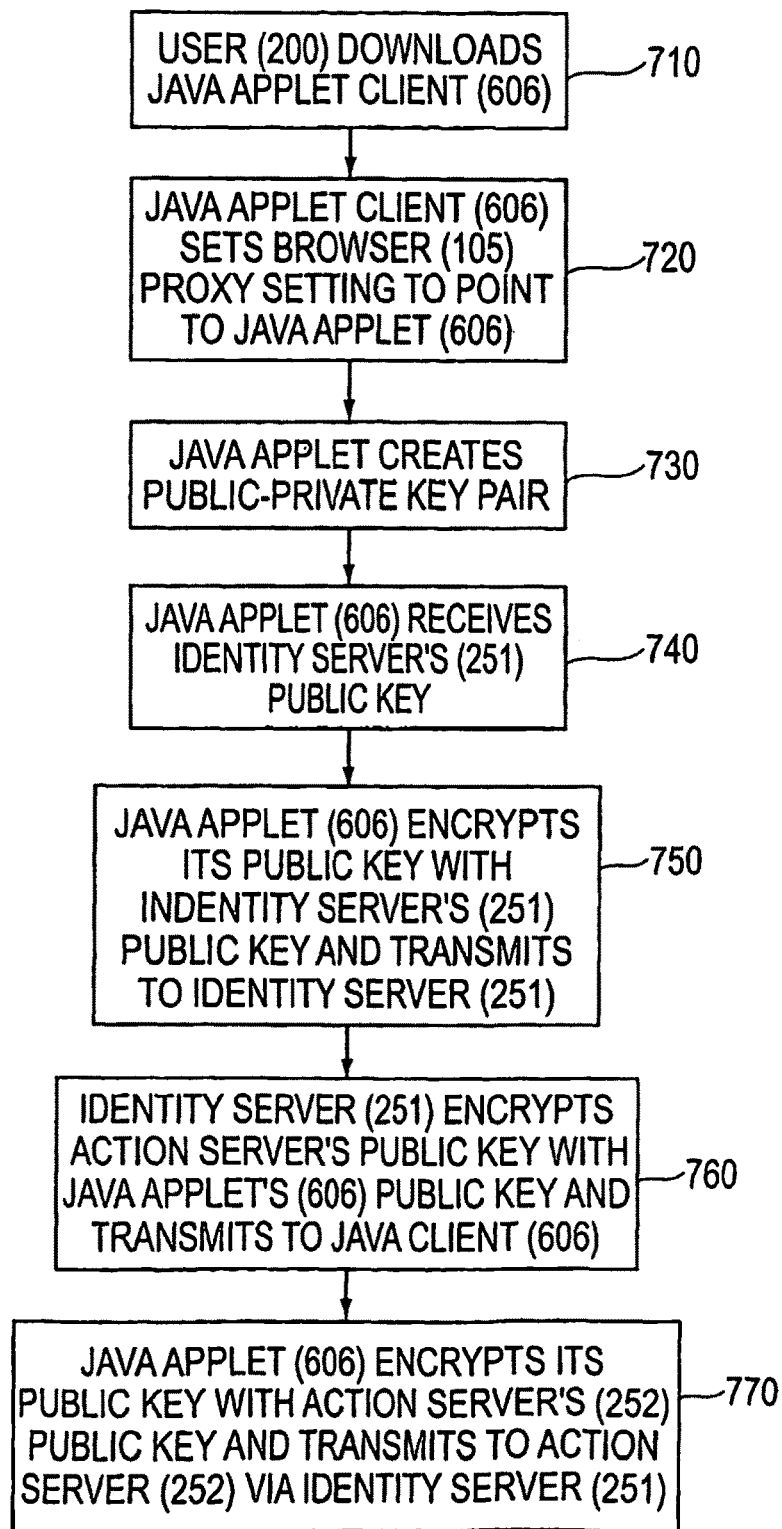 USER (200) DOWNLOADS
JAVA APPLET CLIENT (606)
710
JAVA APPLET CLIENT (606)
SETS BROWSER (105)
PROXY SETTING TO POINT
TO JAVA APPLET (606)
720
JAVA APPLET CREATES
PUBLIC-PRIVATE KEY PAIR
730
JAVA APPLET (606) RECEIVES
IDENTITY SERVER'S (251)
PUBLIC KEY
740
JAVA APPLET (606) ENCRYPTS
ITS PUBLIC KEY WITH
INDENTITY SERVER'S (251)
PUBLIC KEY AND TRANSMITS
TO IDENTITY SERVER (251)
750
IDENTITY SERVER (251) ENCRYPTS
ACTION SERVER'S PUBLIC KEY WITH
JAVA APPLET'S (606) PUBLIC KEY AND
TRANSMITS TO JAVA CLIENT (606)
760
JAVA APPLET (606) ENCRYPTS ITS
PUBLIC KEY WITH ACTION SERVER'S (252)
PUBLIC KEY AND TRANSMITS TO ACTION
SERVER (252) VIA IDENTITY SERVER (251)
770